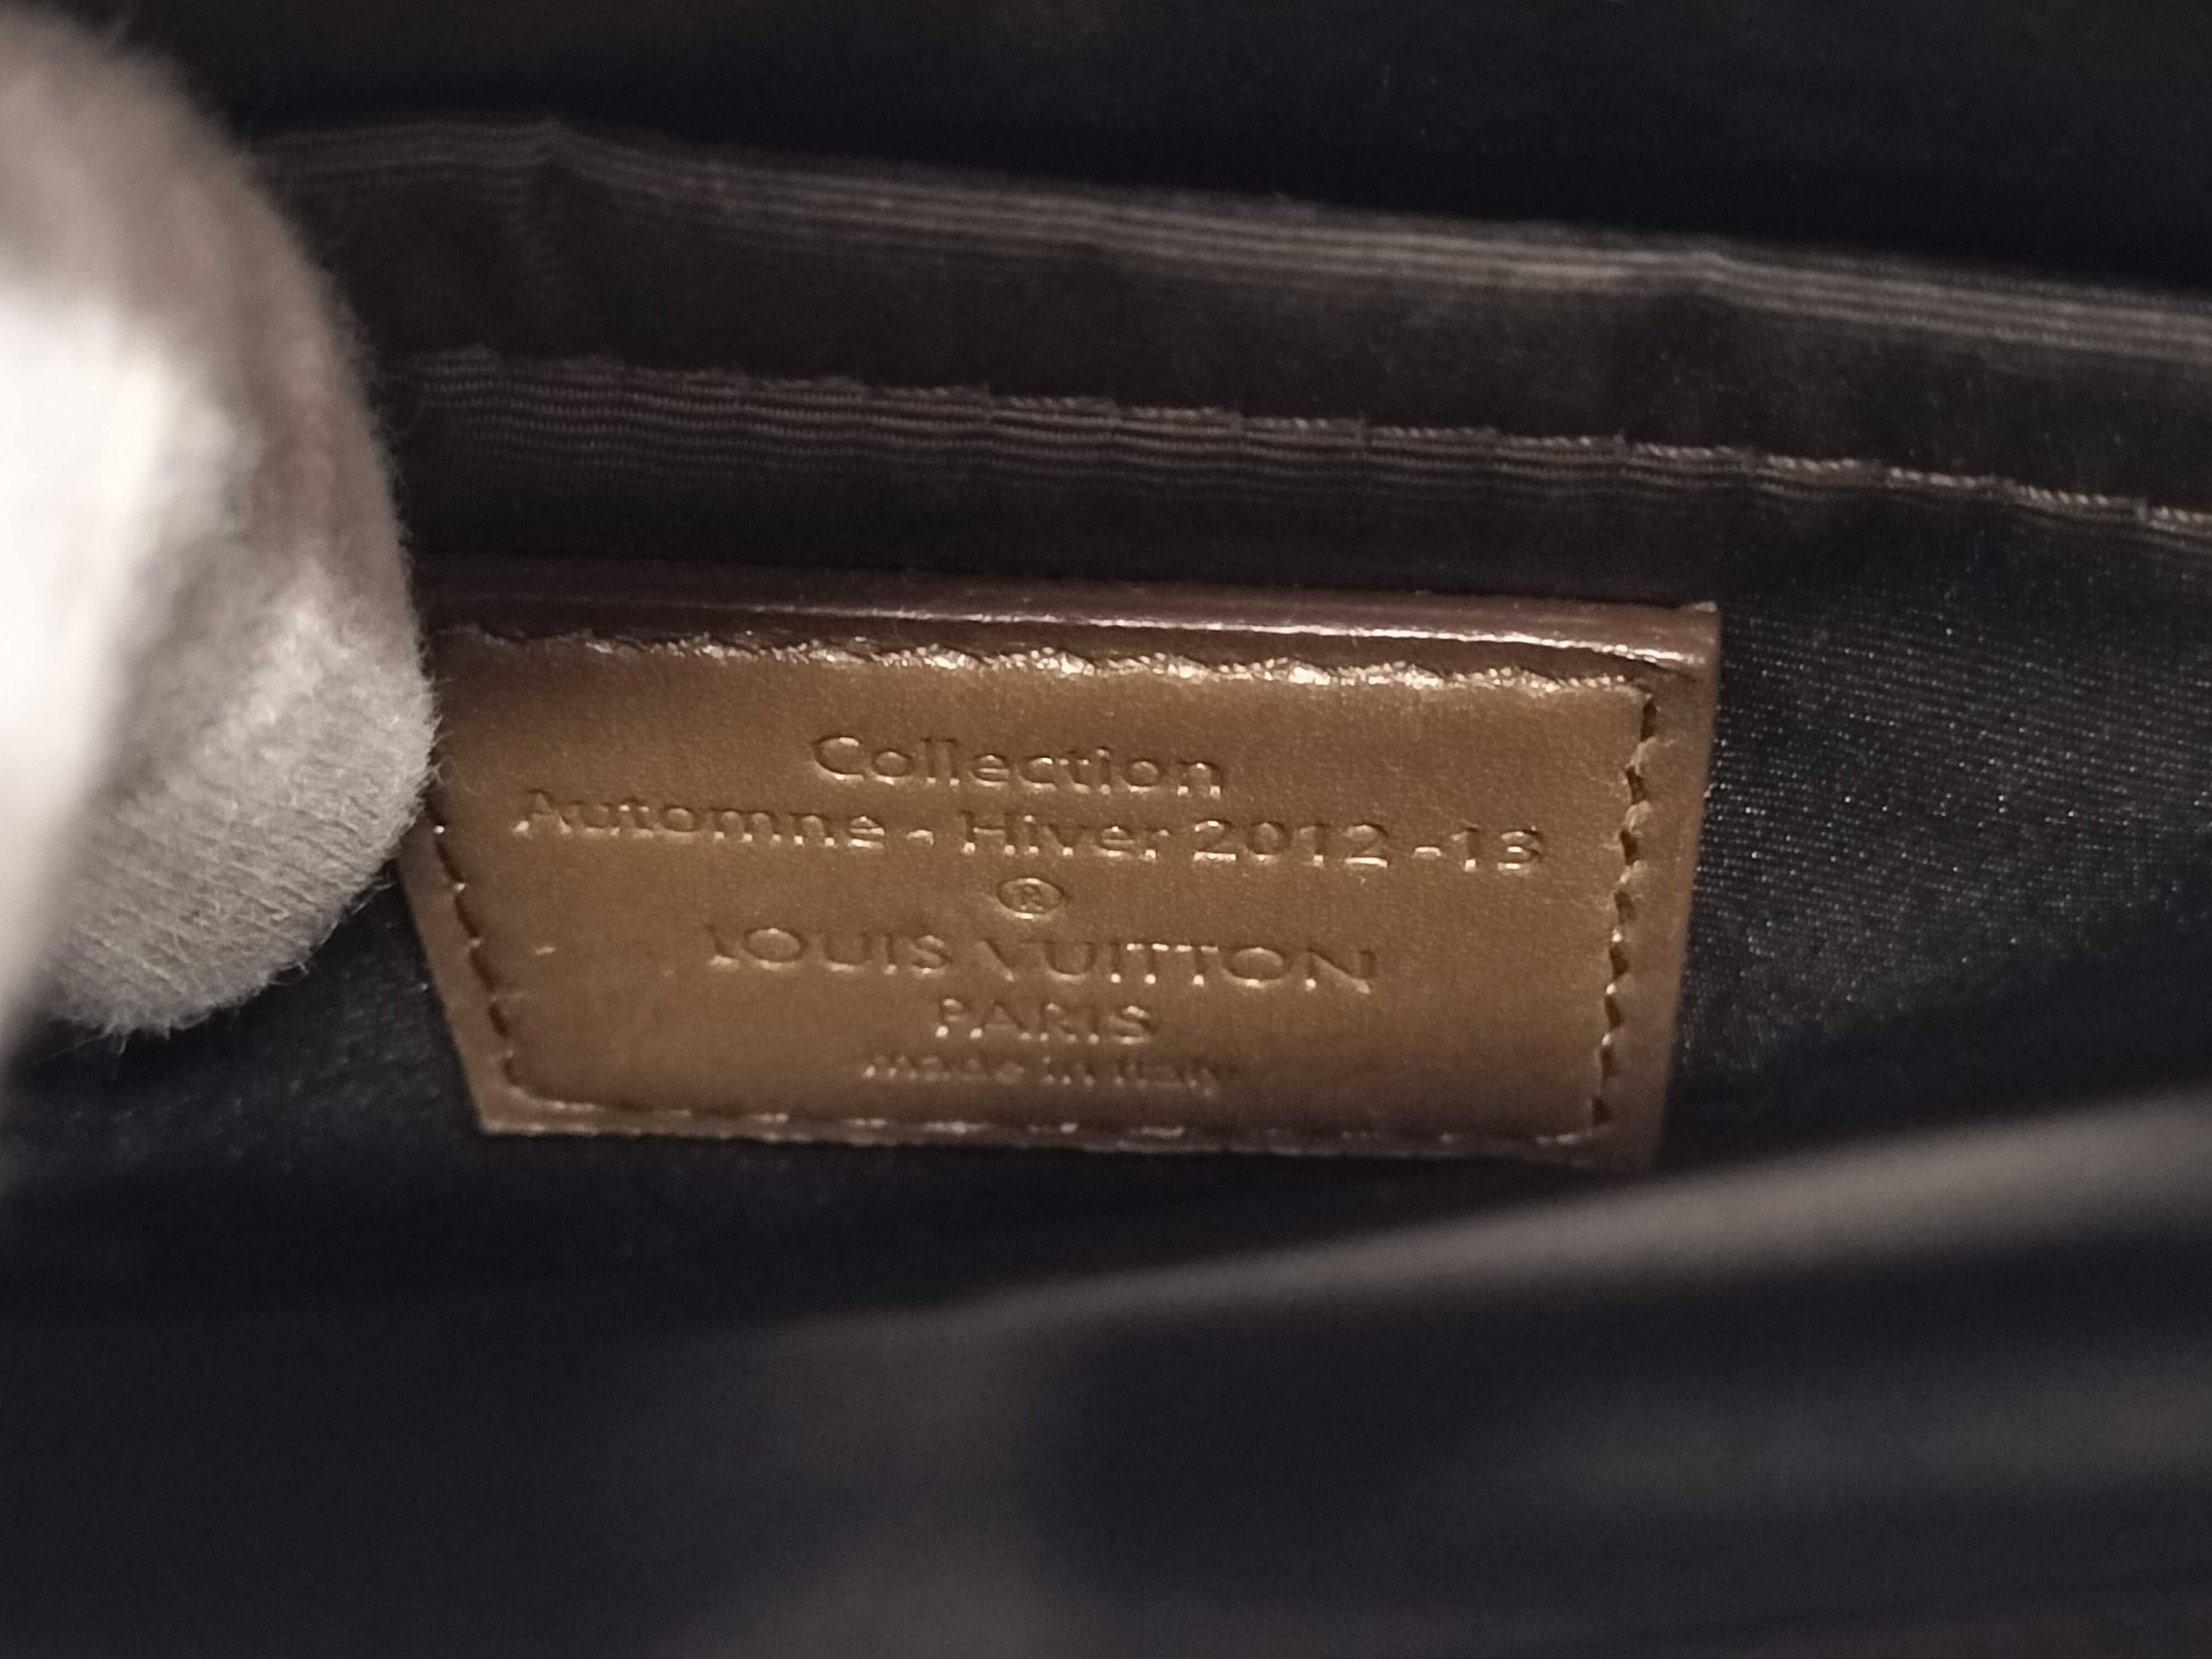 Collection
Automne - Hiver 2012 - 13
®
LOUIS VUITTON
PARIS
made in Italy